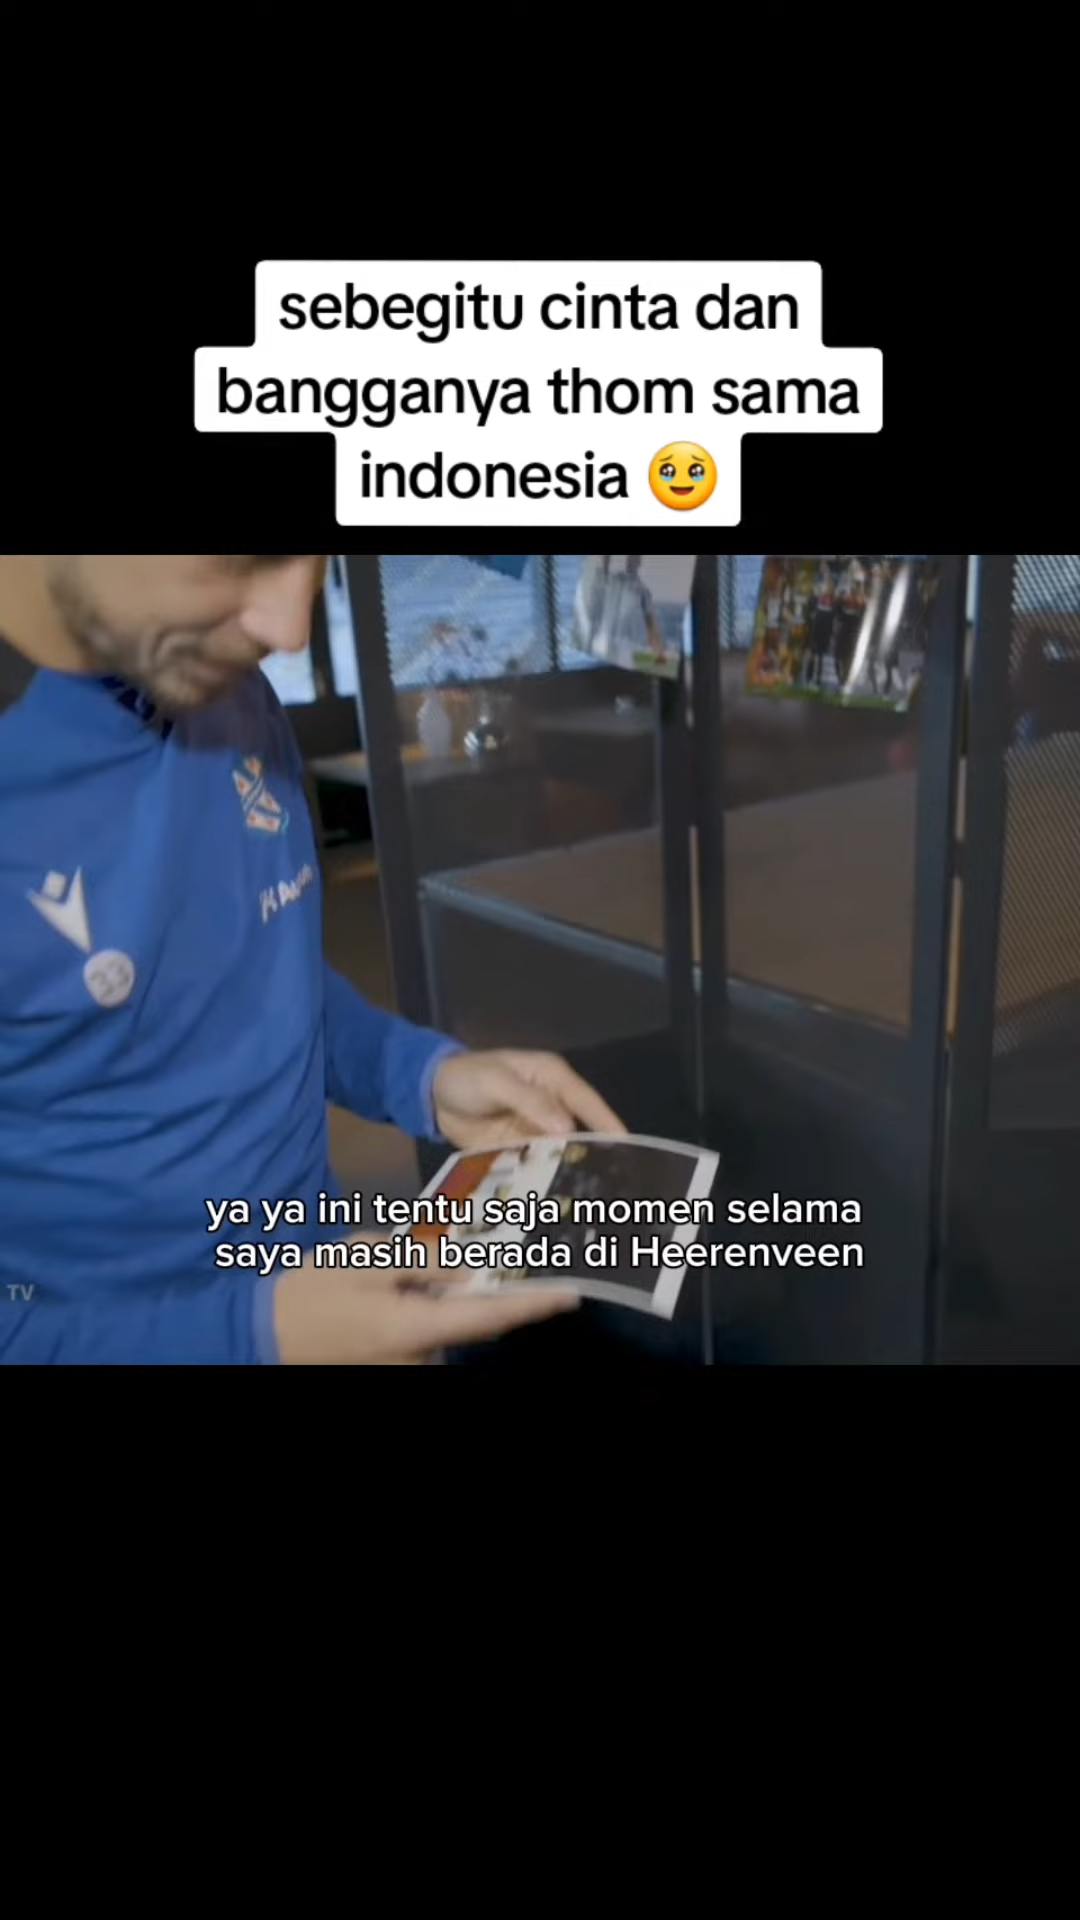 sebegitu cinta dan
bangganya thom sama
indonesia 🥹
33
ya ya ini tentu saja momen selama
saya masih berada di Heerenveen
TV